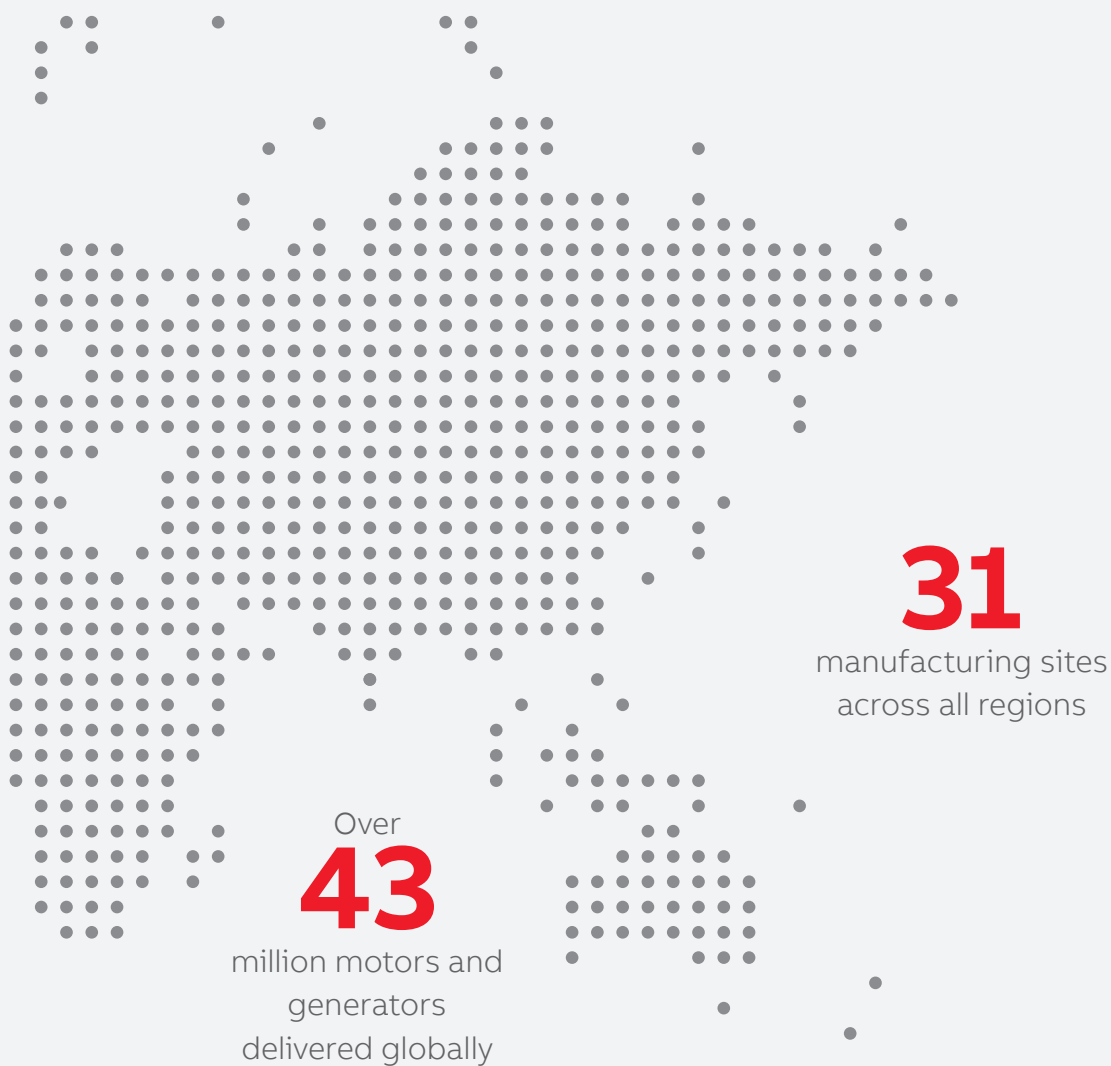 31
manufacturing sites
across all regions
Over
43
million motors and
generators
delivered globally